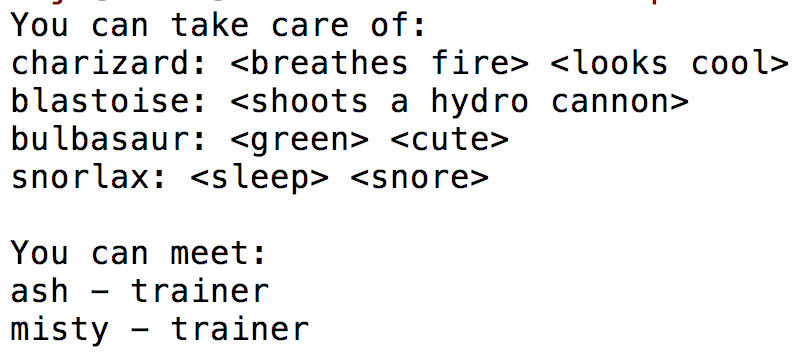 You can take care of:
charizard: <breathes fire> <looks cool>
blastoise: <shoots a hydro cannon>
bulbasaur: <green> <cute>
snorlax: <sleep> <snore>
You can meet:
ash - trainer
misty - trainer